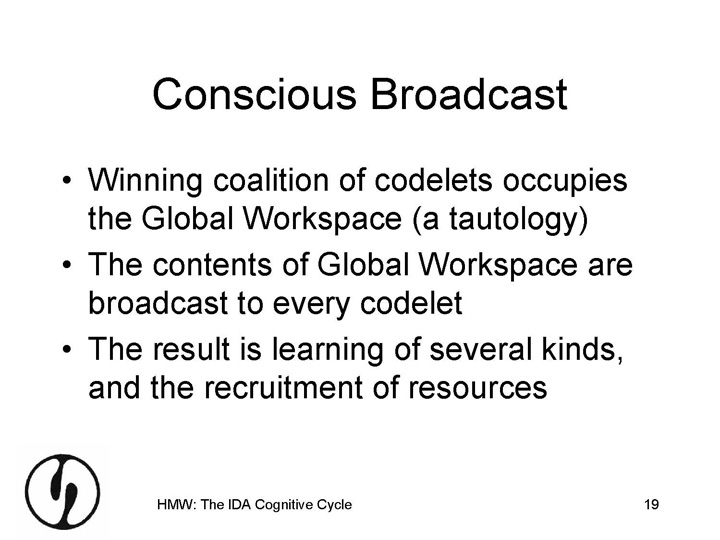 Conscious Broadcast
• Winning coalition of codelets occupies
the Global Workspace (a tautology)
• The contents of Global Workspace are
broadcast to every codelet
• The result is learning of several kinds,
and the recruitment of resources
HMW: The IDA Cognitive Cycle
19